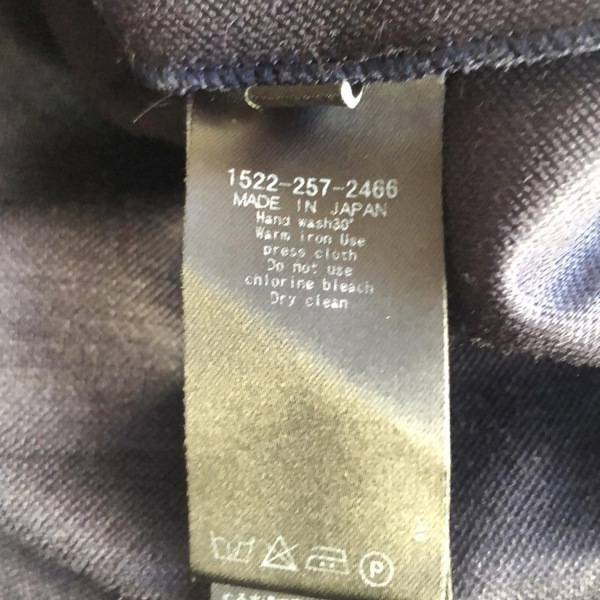 1522-257-2466
MADE IN JAPAN
Hand wash30°
Warm iron Use
press cloth
Do not use
chlorine bleach
Dry clean
P